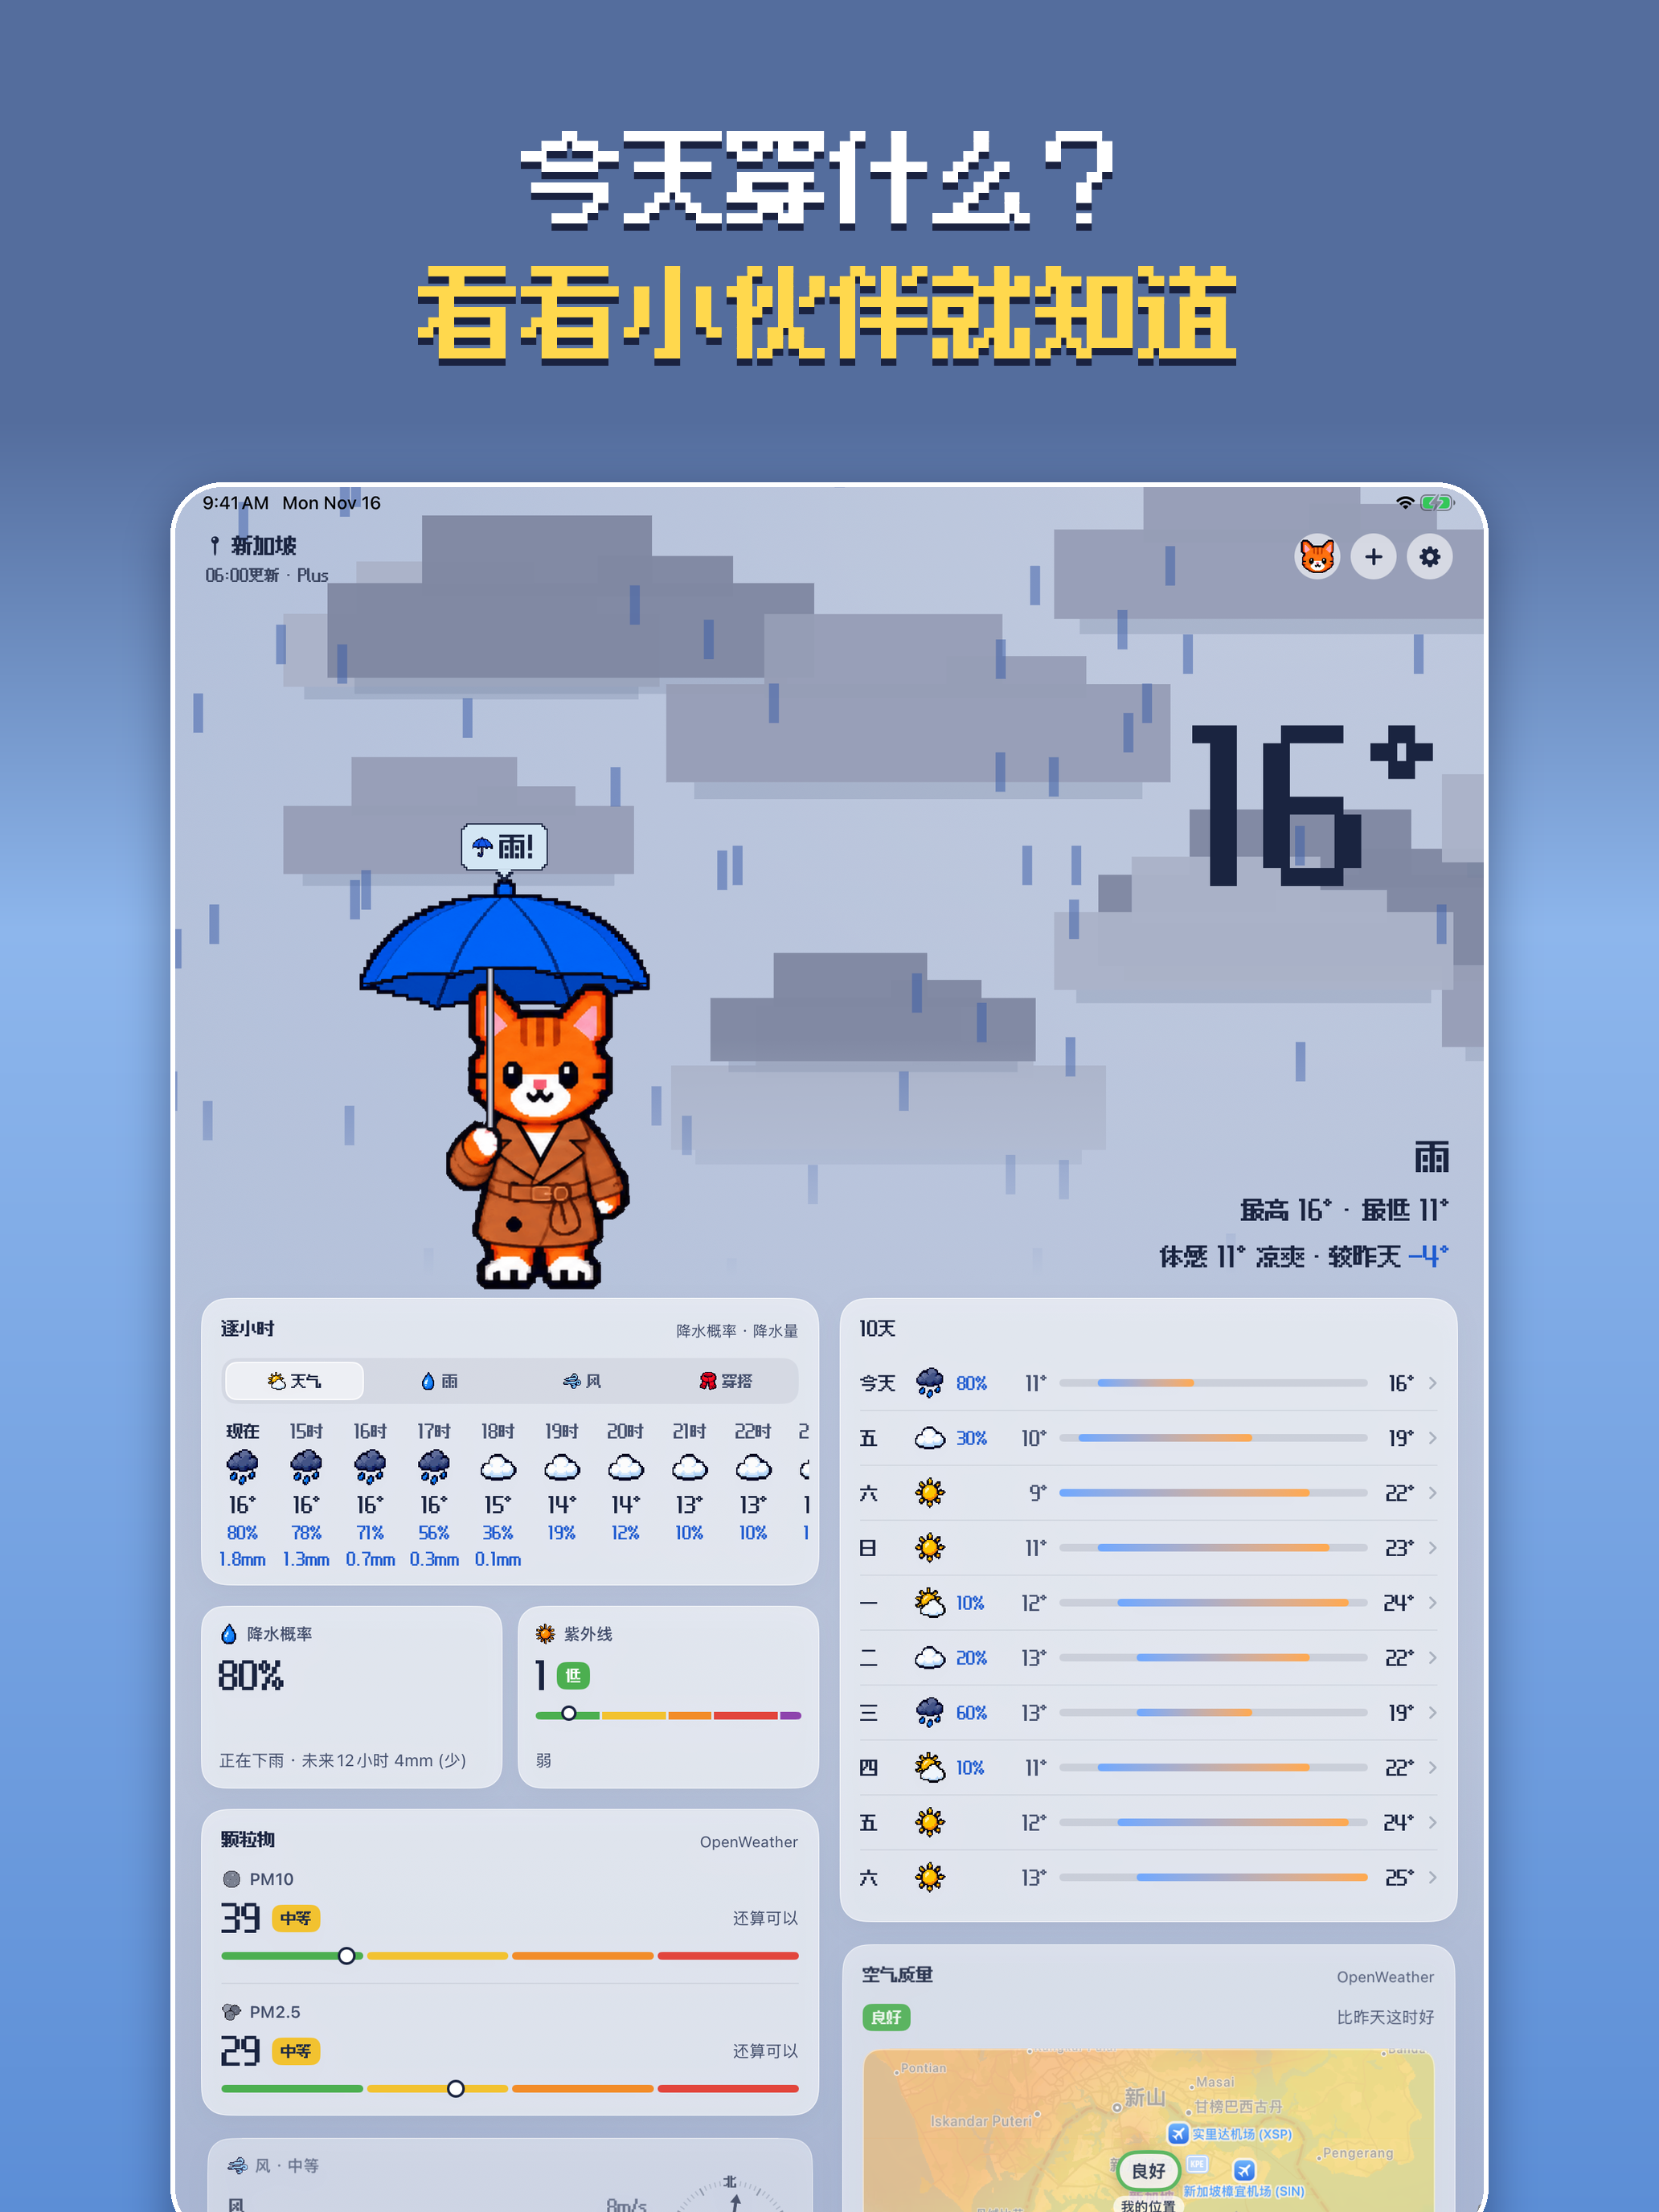 今天穿什么？
看看小伙伴就知道
9:41 AM Mon Nov 16
新加坡
06:00更新 · Plus
16°
雨!
雨
最高 16° · 最低 11°
体感 11° 凉爽 · 较昨天 −4°
逐小时 降水概率 · 降水量
天气 雨 风 穿搭
现在 15时 16时 17时 18时 19时 20时 21时 22时
16° 16° 16° 16° 15° 14° 14° 13° 13°
80% 78% 71% 56% 36% 19% 12% 10% 10%
1.8mm 1.3mm 0.7mm 0.3mm 0.1mm
降水概率
80%
正在下雨 · 未来12小时 4mm (少)
紫外线
1 低
弱
颗粒物 OpenWeather
PM10
39 中等 还算可以
PM2.5
29 中等 还算可以
风 · 中等
北
风 8m/s
10天
今天 80% 11° 16°
五 30% 10° 19°
六 9° 22°
日 11° 23°
一 10% 12° 24°
二 20% 13° 22°
三 60% 13° 19°
四 10% 11° 22°
五 12° 24°
六 13° 25°
空气质量 OpenWeather
良好 比昨天这时好
Pontian
Masai
新山
甘榜巴西古丹
Iskandar Puteri
实里达机场 (XSP)
Pengerang
KPE
良好
新加坡樟宜机场 (SIN)
我的位置